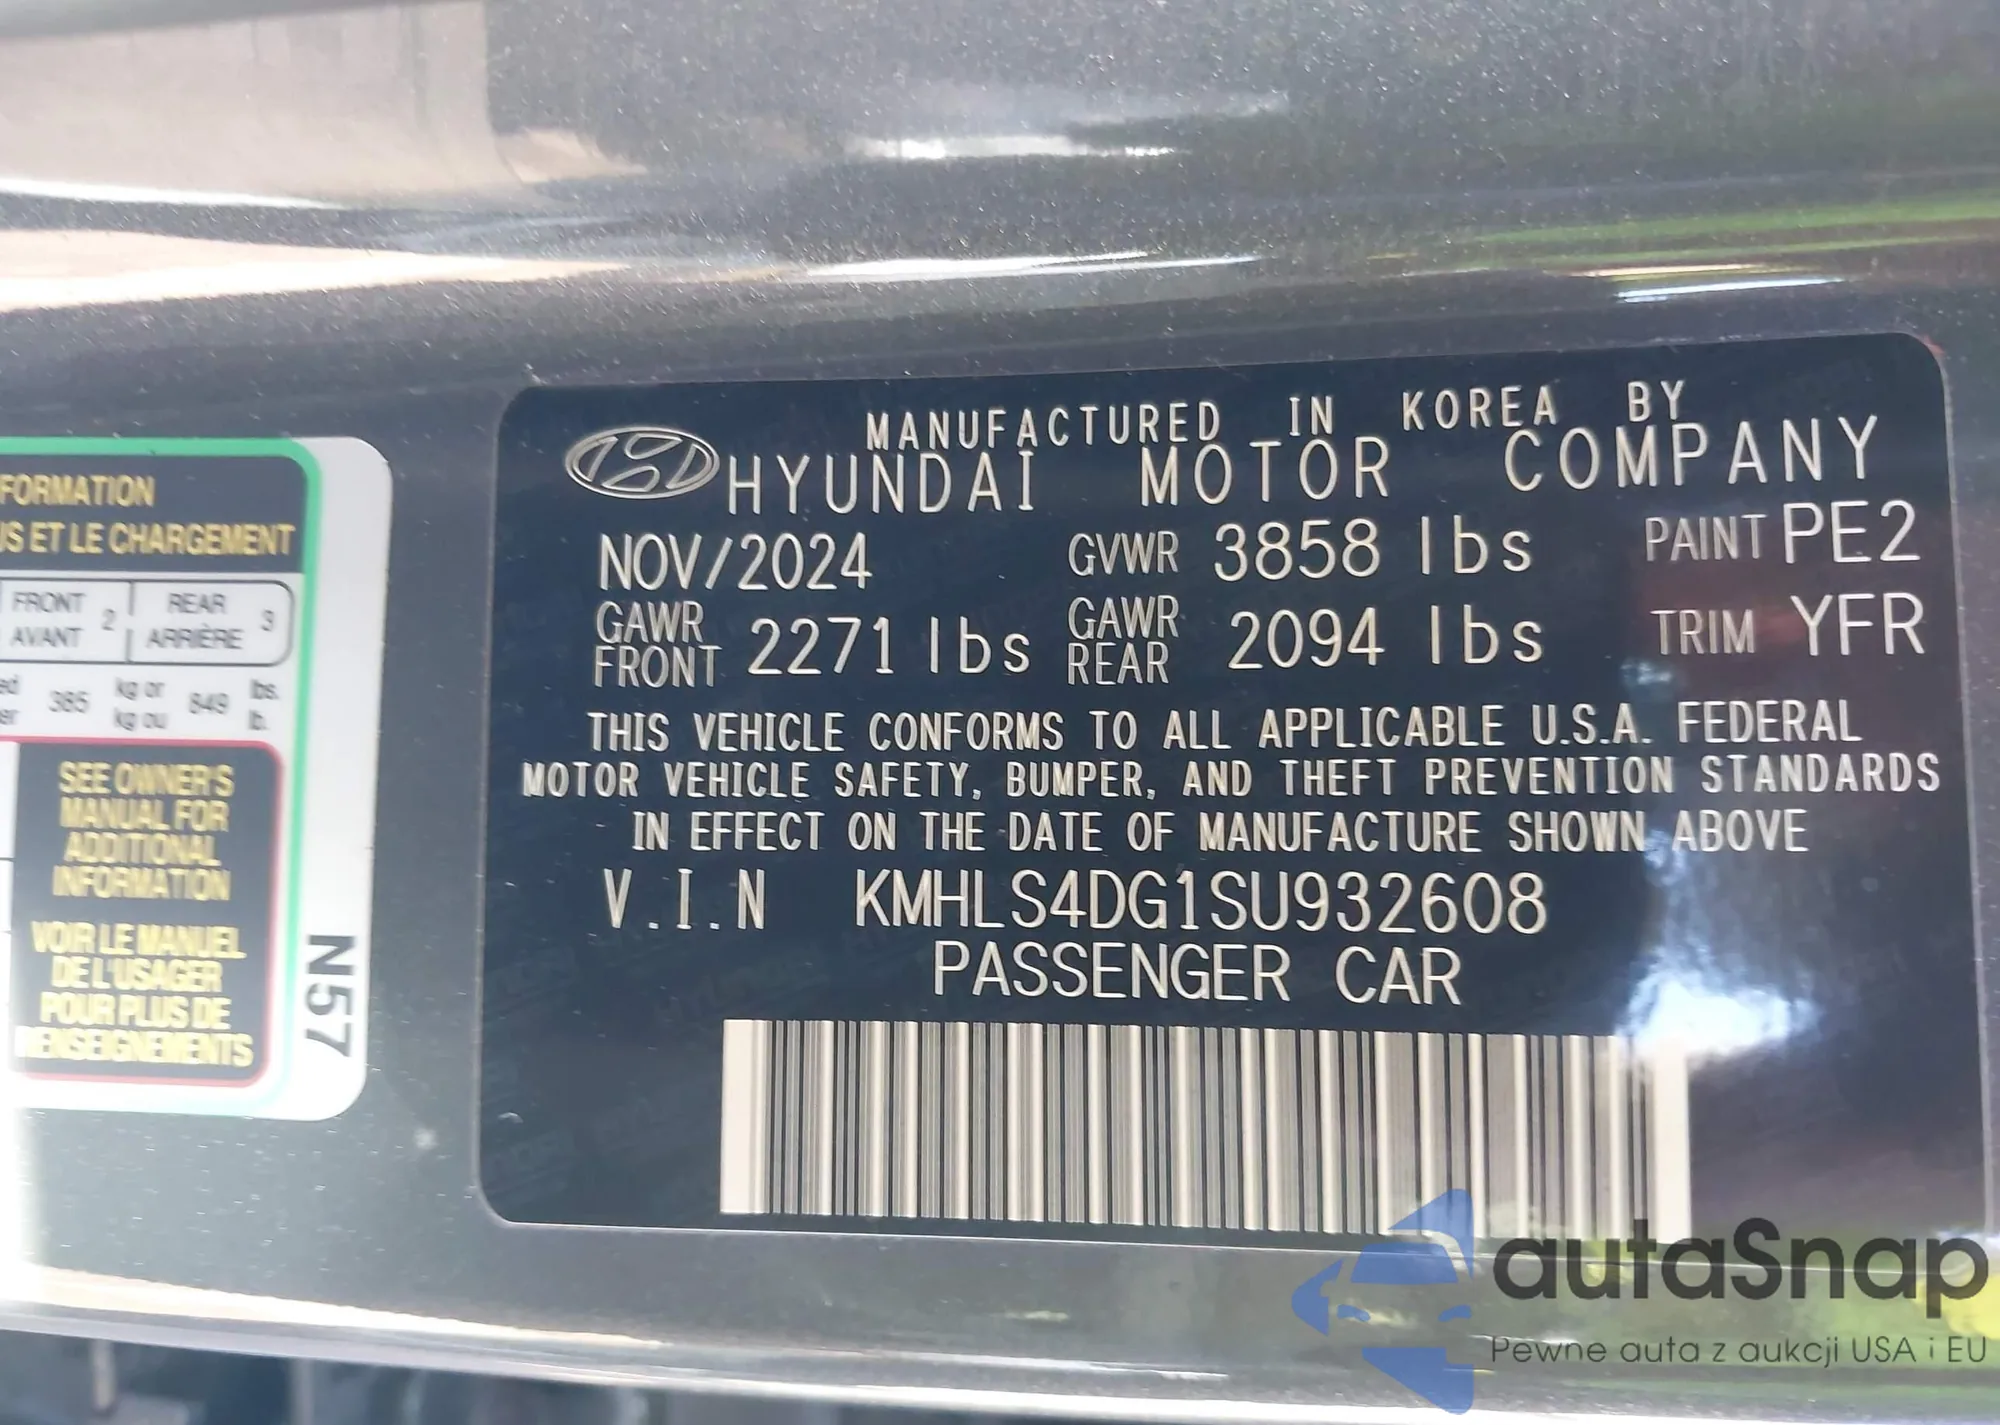 FORMATION
US ET LE CHARGEMENT
FRONT 2 REAR 3
AVANT ARRIÈRE
385 kg or 849 lbs.
kg ou lb.
SEE OWNER'S
MANUAL FOR
ADDITIONAL
INFORMATION
VOIR LE MANUEL
DE L'USAGER
POUR PLUS DE
RENSEIGNEMENTS
N57
MANUFACTURED IN KOREA BY
HYUNDAI MOTOR COMPANY
NOV/2024 GVWR 3858 lbs PAINT PE2
GAWR FRONT 2271 lbs GAWR REAR 2094 lbs TRIM YFR
THIS VEHICLE CONFORMS TO ALL APPLICABLE U.S.A. FEDERAL
MOTOR VEHICLE SAFETY, BUMPER, AND THEFT PREVENTION STANDARDS
IN EFFECT ON THE DATE OF MANUFACTURE SHOWN ABOVE
V.I.N KMHLS4DG1SU932608
PASSENGER CAR
autaSnap
Pewne auta z aukcji USA i EU